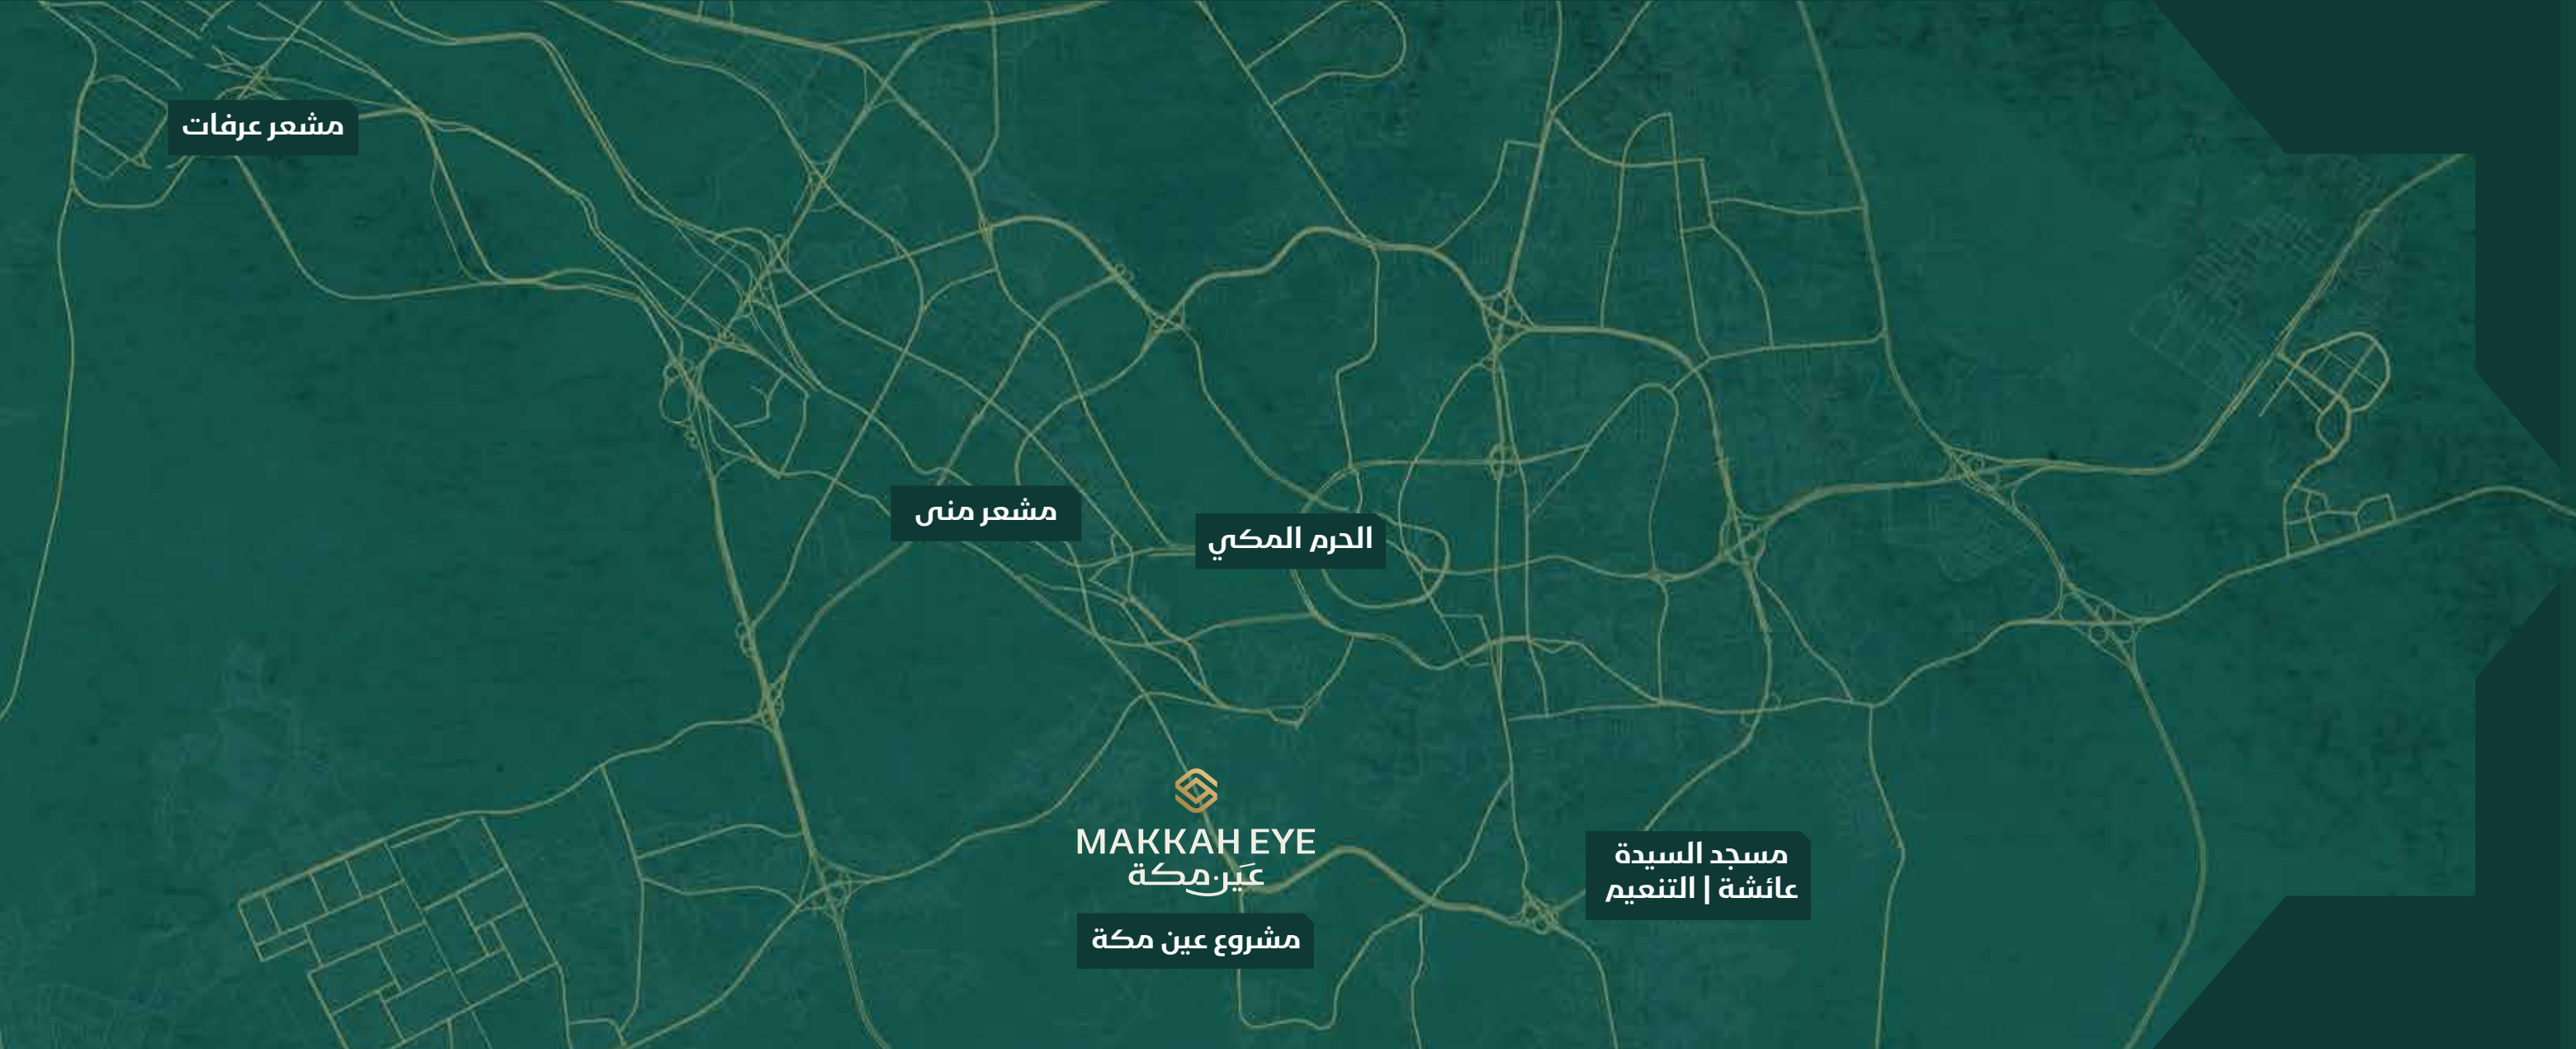 مشعر عرفات
مشعر منى
الحرم المكي
MAKKAH EYE
عين مكة
مشروع عين مكة
مسجد السيدة
عائشة | التنعيم